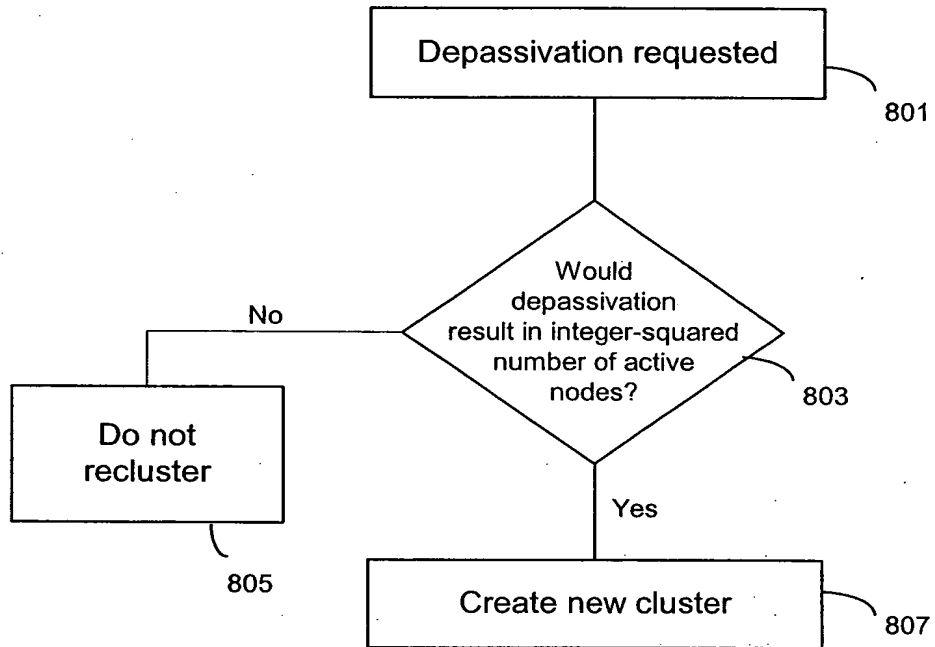 Depassivation requested
801
Would
depassivation
result in integer-squared
number of active
nodes?
803
No
Do not
recluster
805
Yes
Create new cluster
807